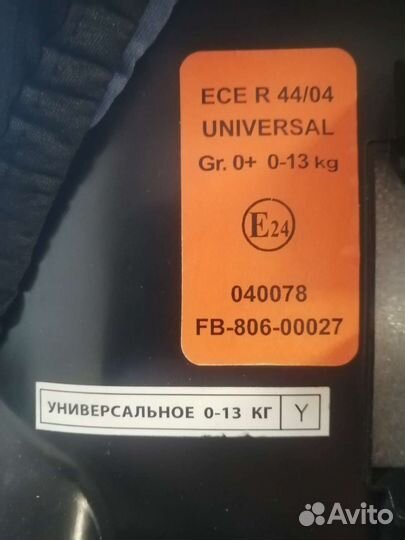 ECE R 44/04
UNIVERSAL
Gr. 0+ 0-13 kg
E24
040078
FB-806-00027
УНИВЕРСАЛЬНОЕ 0-13 КГ Y
Avito